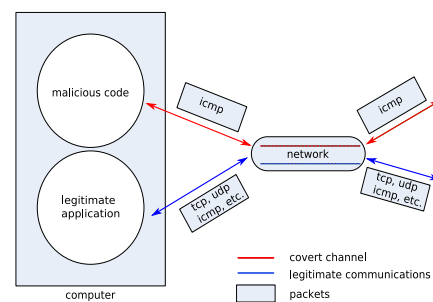 malicious code
icmp
icmp
network
legitimate
application
tcp, udp
icmp, etc.
tcp, udp
icmp, etc.
covert channel
legitimate communications
packets
computer